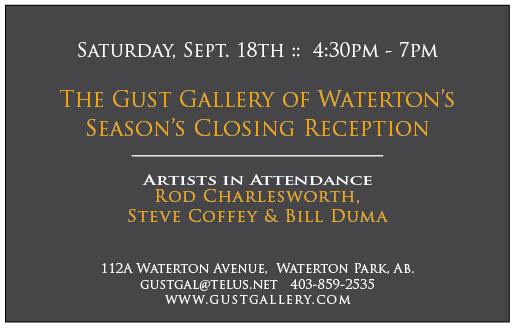 Saturday, Sept. 18th :: 4:30pm - 7pm
The Gust Gallery of Waterton's
Season's Closing Reception
Artists in Attendance
Rod Charlesworth,
Steve Coffey & Bill Duma
112A Waterton Avenue, Waterton Park, Ab.
gustgal@telus.net 403-859-2535
www.gustgallery.com